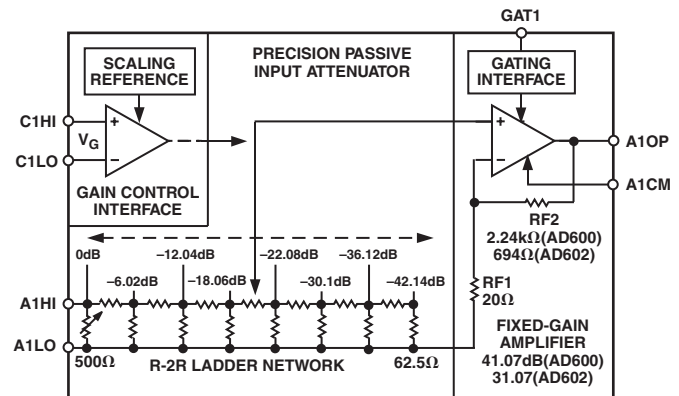 GAT1
SCALING
REFERENCE
PRECISION PASSIVE
INPUT ATTENUATOR
GATING
INTERFACE
C1HI
+
VG
–
C1LO
GAIN CONTROL
INTERFACE
+
–
A1OP
A1CM
RF2
2.24kΩ(AD600)
694Ω(AD602)
0dB
–12.04dB
–22.08dB
–36.12dB
–6.02dB
–18.06dB
–30.1dB
–42.14dB
RF1
20Ω
A1HI
A1LO
500Ω
R-2R LADDER NETWORK
62.5Ω
FIXED-GAIN
AMPLIFIER
41.07dB(AD600)
31.07(AD602)